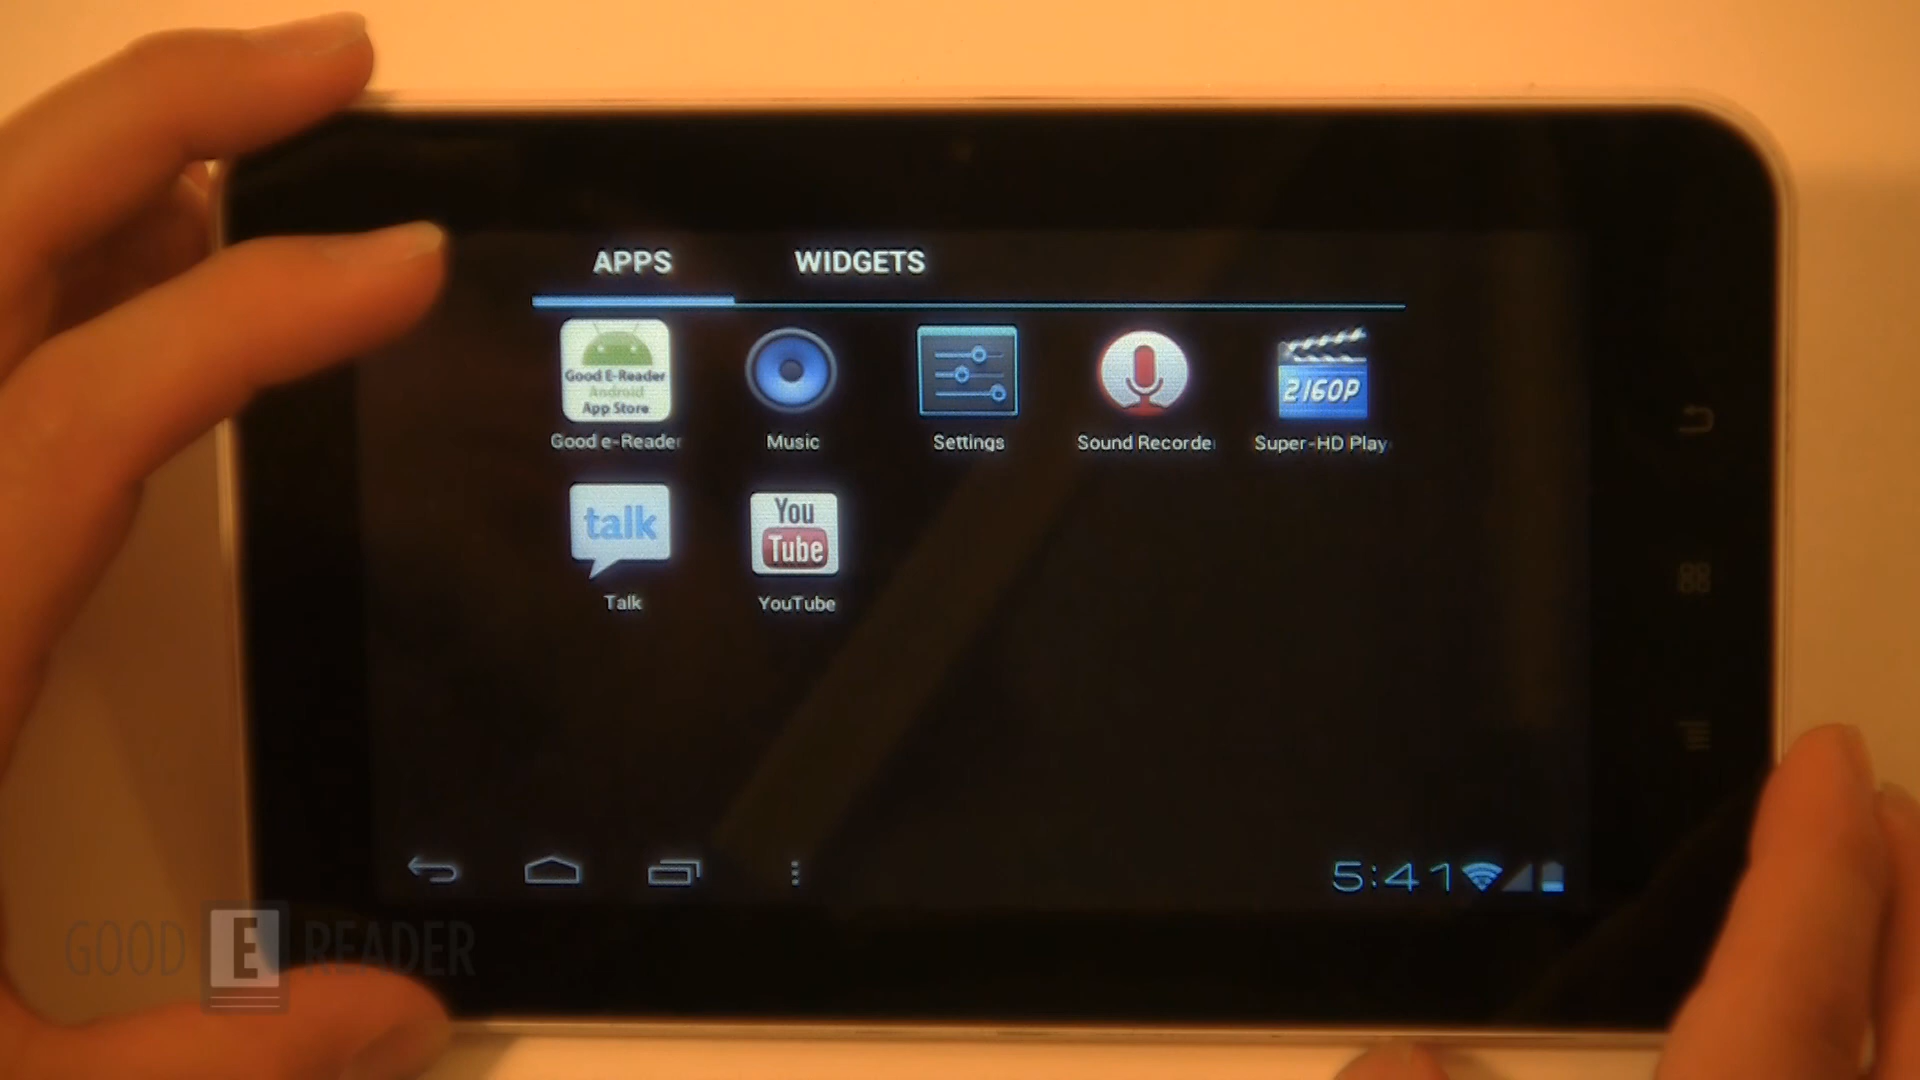 APPS WIDGETS
Good E-Reader
Android
App Store
2160P
Good e-Reader Music Settings Sound Recorde Super-HD Play
talk
You
Tube
Talk YouTube
5:41
GOOD E READER